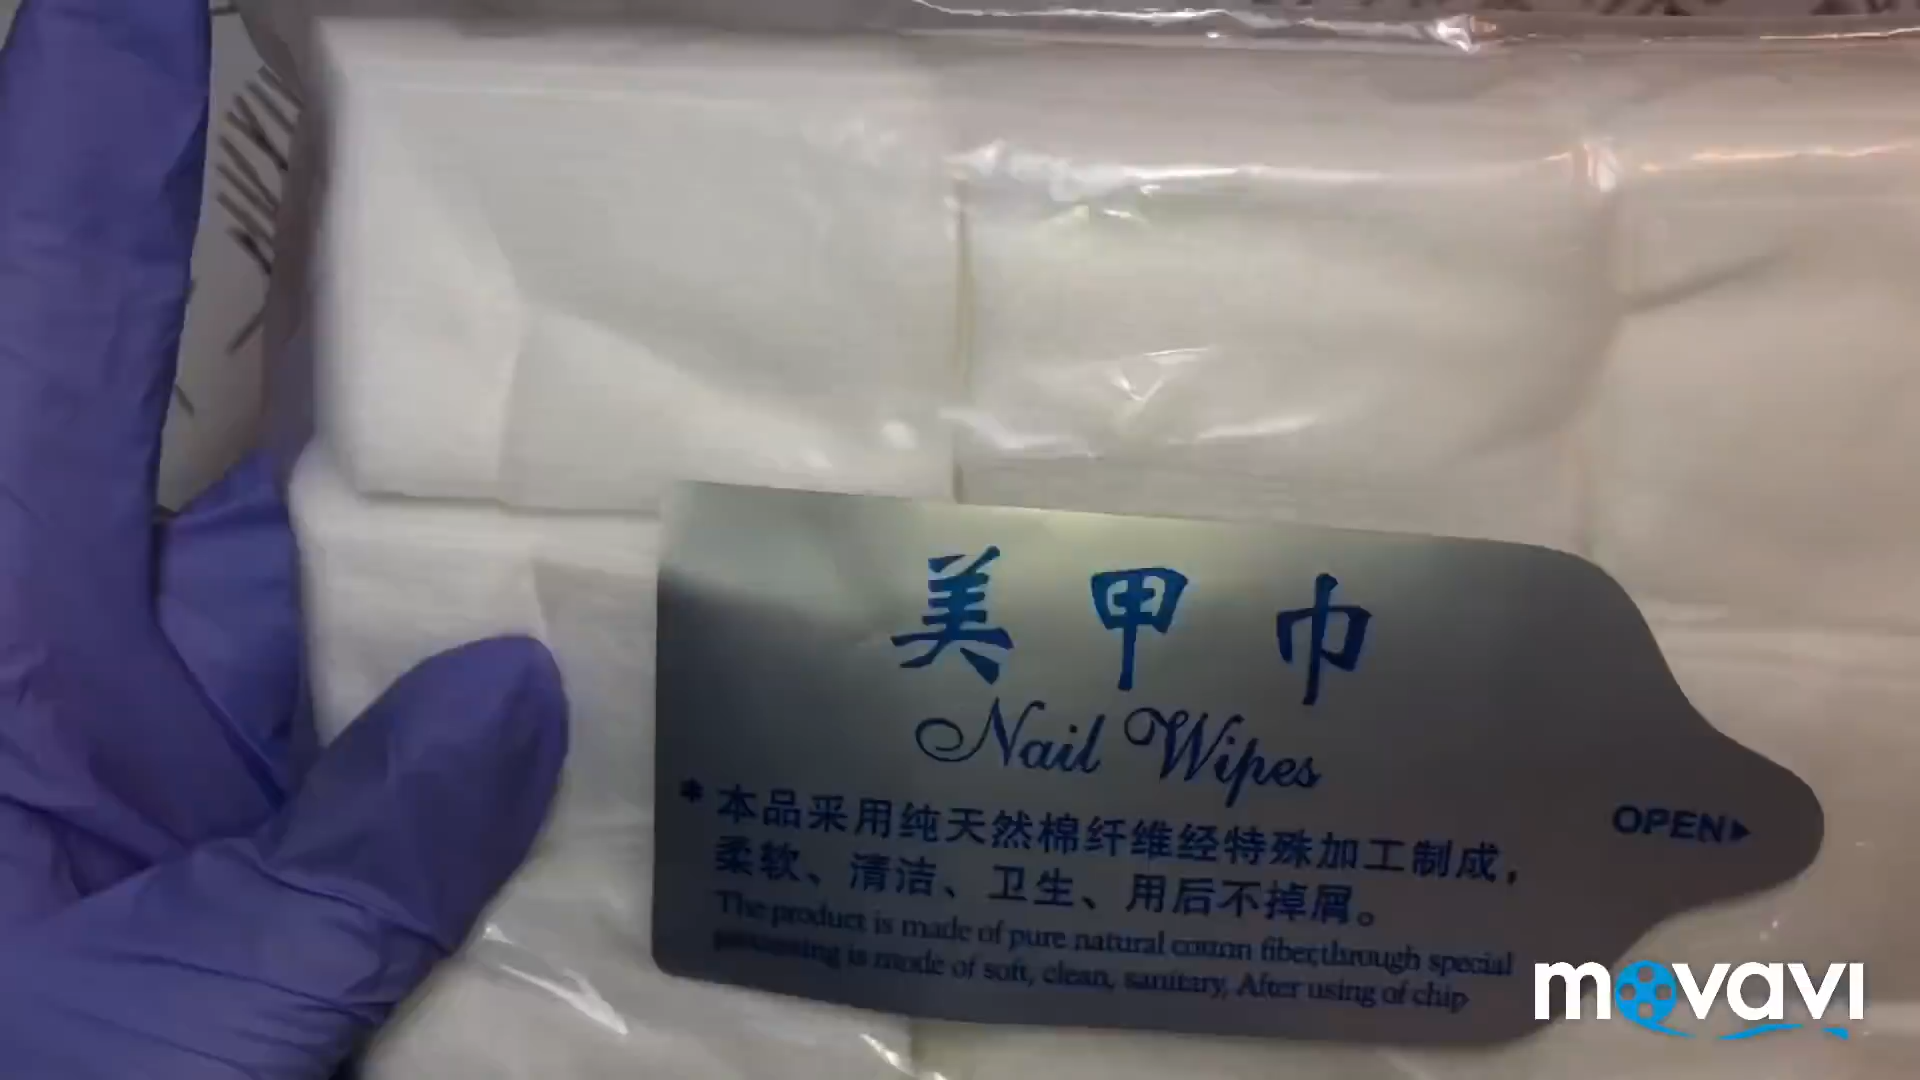 美甲巾
Nail Wipes
* 本品采用纯天然棉纤维经特殊加工制成，
柔软、清洁、卫生、用后不掉屑。
The product is made of pure natural cotton fiber,through special
processing is mode of soft, clean, sanitary, After using of chip
OPEN
movavi